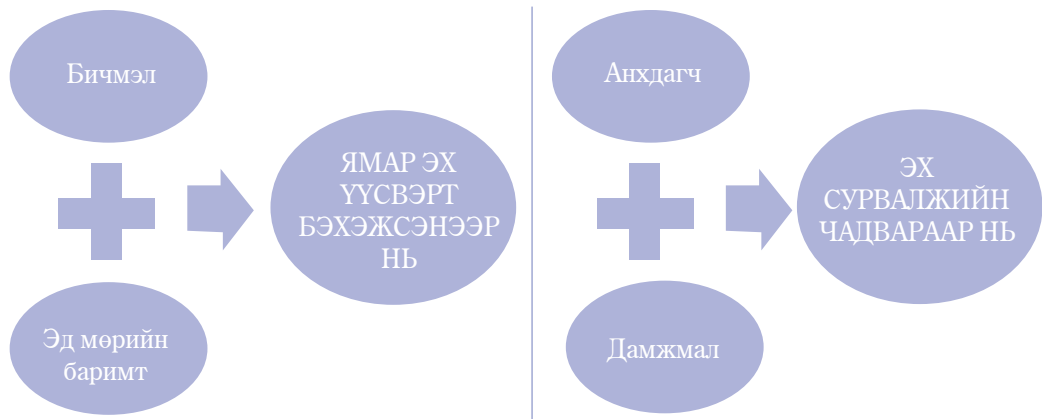 Бичмэл
Эд мөрийн
баримт
ЯМАР ЭХ
ҮҮСВЭРТ
БЭХЭЖСЭНЭЭР
НЬ
Анхдагч
Дамжмал
ЭХ
СУРВАЛЖИЙН
ЧАДВАРААР НЬ